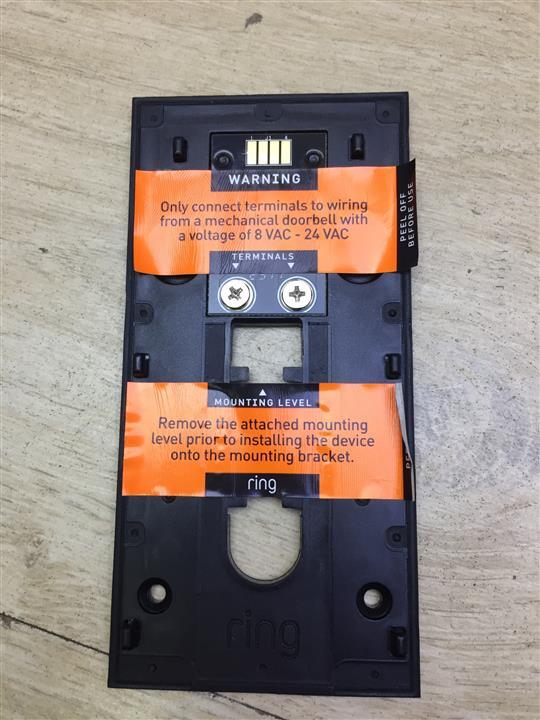 WARNING
Only connect terminals to wiring
from a mechanical doorbell with
a voltage of 8 VAC - 24 VAC
PEEL OFF
BEFORE USE
TERMINALS
MOUNTING LEVEL
Remove the attached mounting
level prior to installing the device
onto the mounting bracket.
ring
ring